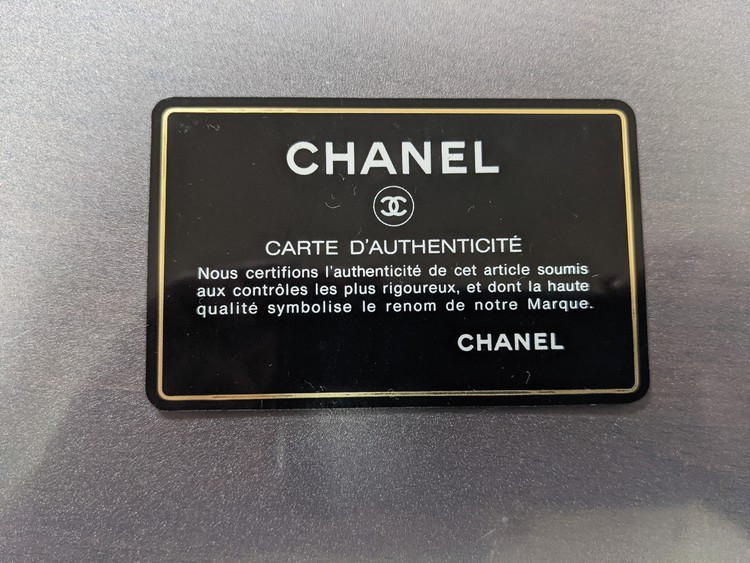 CHANEL
CARTE D'AUTHENTICITÉ
Nous certifions l'authenticité de cet article soumis
aux contrôles les plus rigoureux, et dont la haute
qualité symbolise le renom de notre Marque.
CHANEL